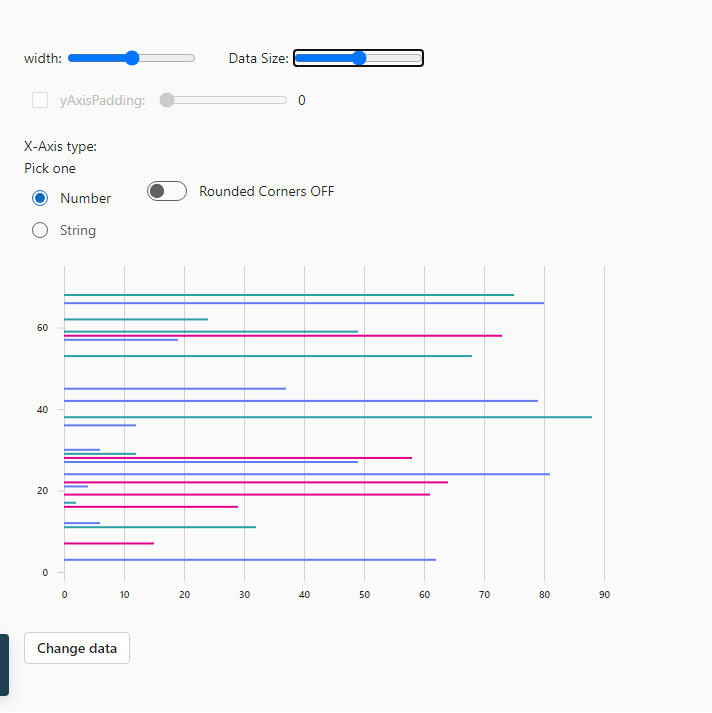 width: Data Size:
yAxisPadding: 0
X-Axis type:
Pick one
Number Rounded Corners OFF
String
60
40
20
0
0 10 20 30 40 50 60 70 80 90
Change data